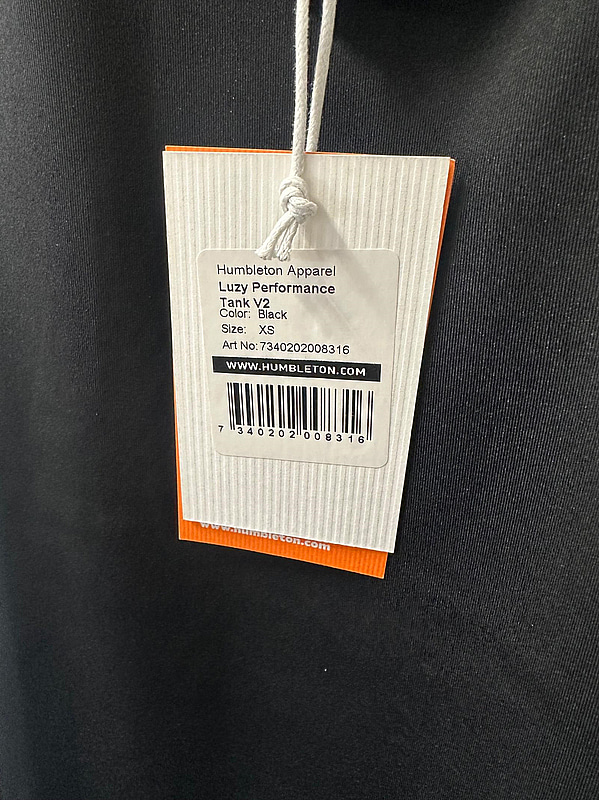 Humbleton Apparel
Luzy Performance
Tank V2
Color: Black
Size: XS
Art No: 7340202008316
WWW.HUMBLETON.COM
7 340202 008316
www.humbleton.com